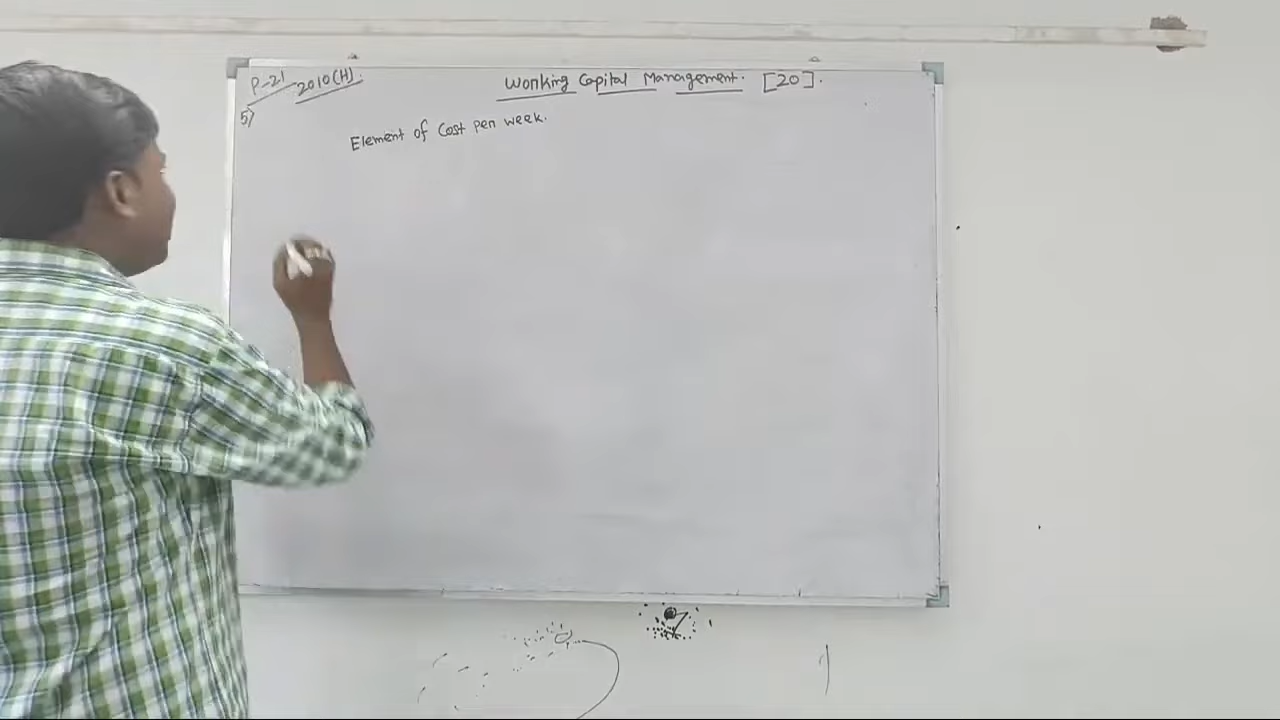 P-21 2010(H). Working Capital Management. [20].
5)
Element of Cost per week.